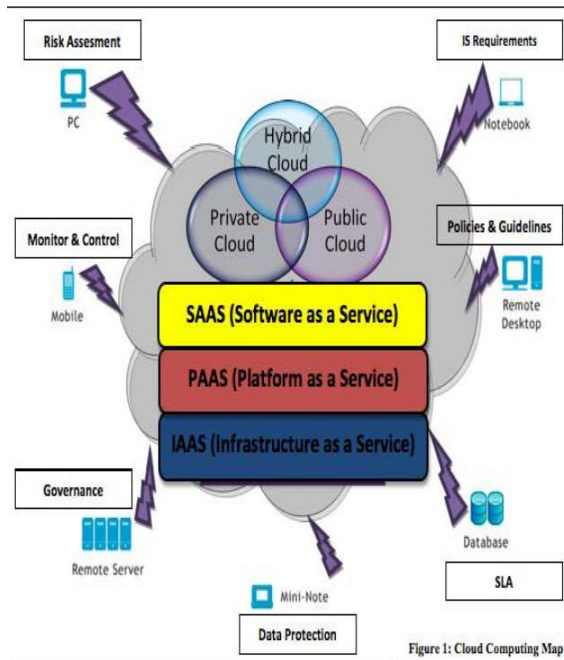 Risk Assesment
PC
IS Requirements
Notebook
Hybrid
Cloud
Private
Cloud
Public
Cloud
Monitor & Control
Mobile
Policies & Guidelines
Remote
Desktop
SAAS (Software as a Service)
PAAS (Platform as a Service)
IAAS (Infrastructure as a Service)
Governance
Remote Server
Database
SLA
Mini-Note
Data Protection
Figure 1: Cloud Computing Map